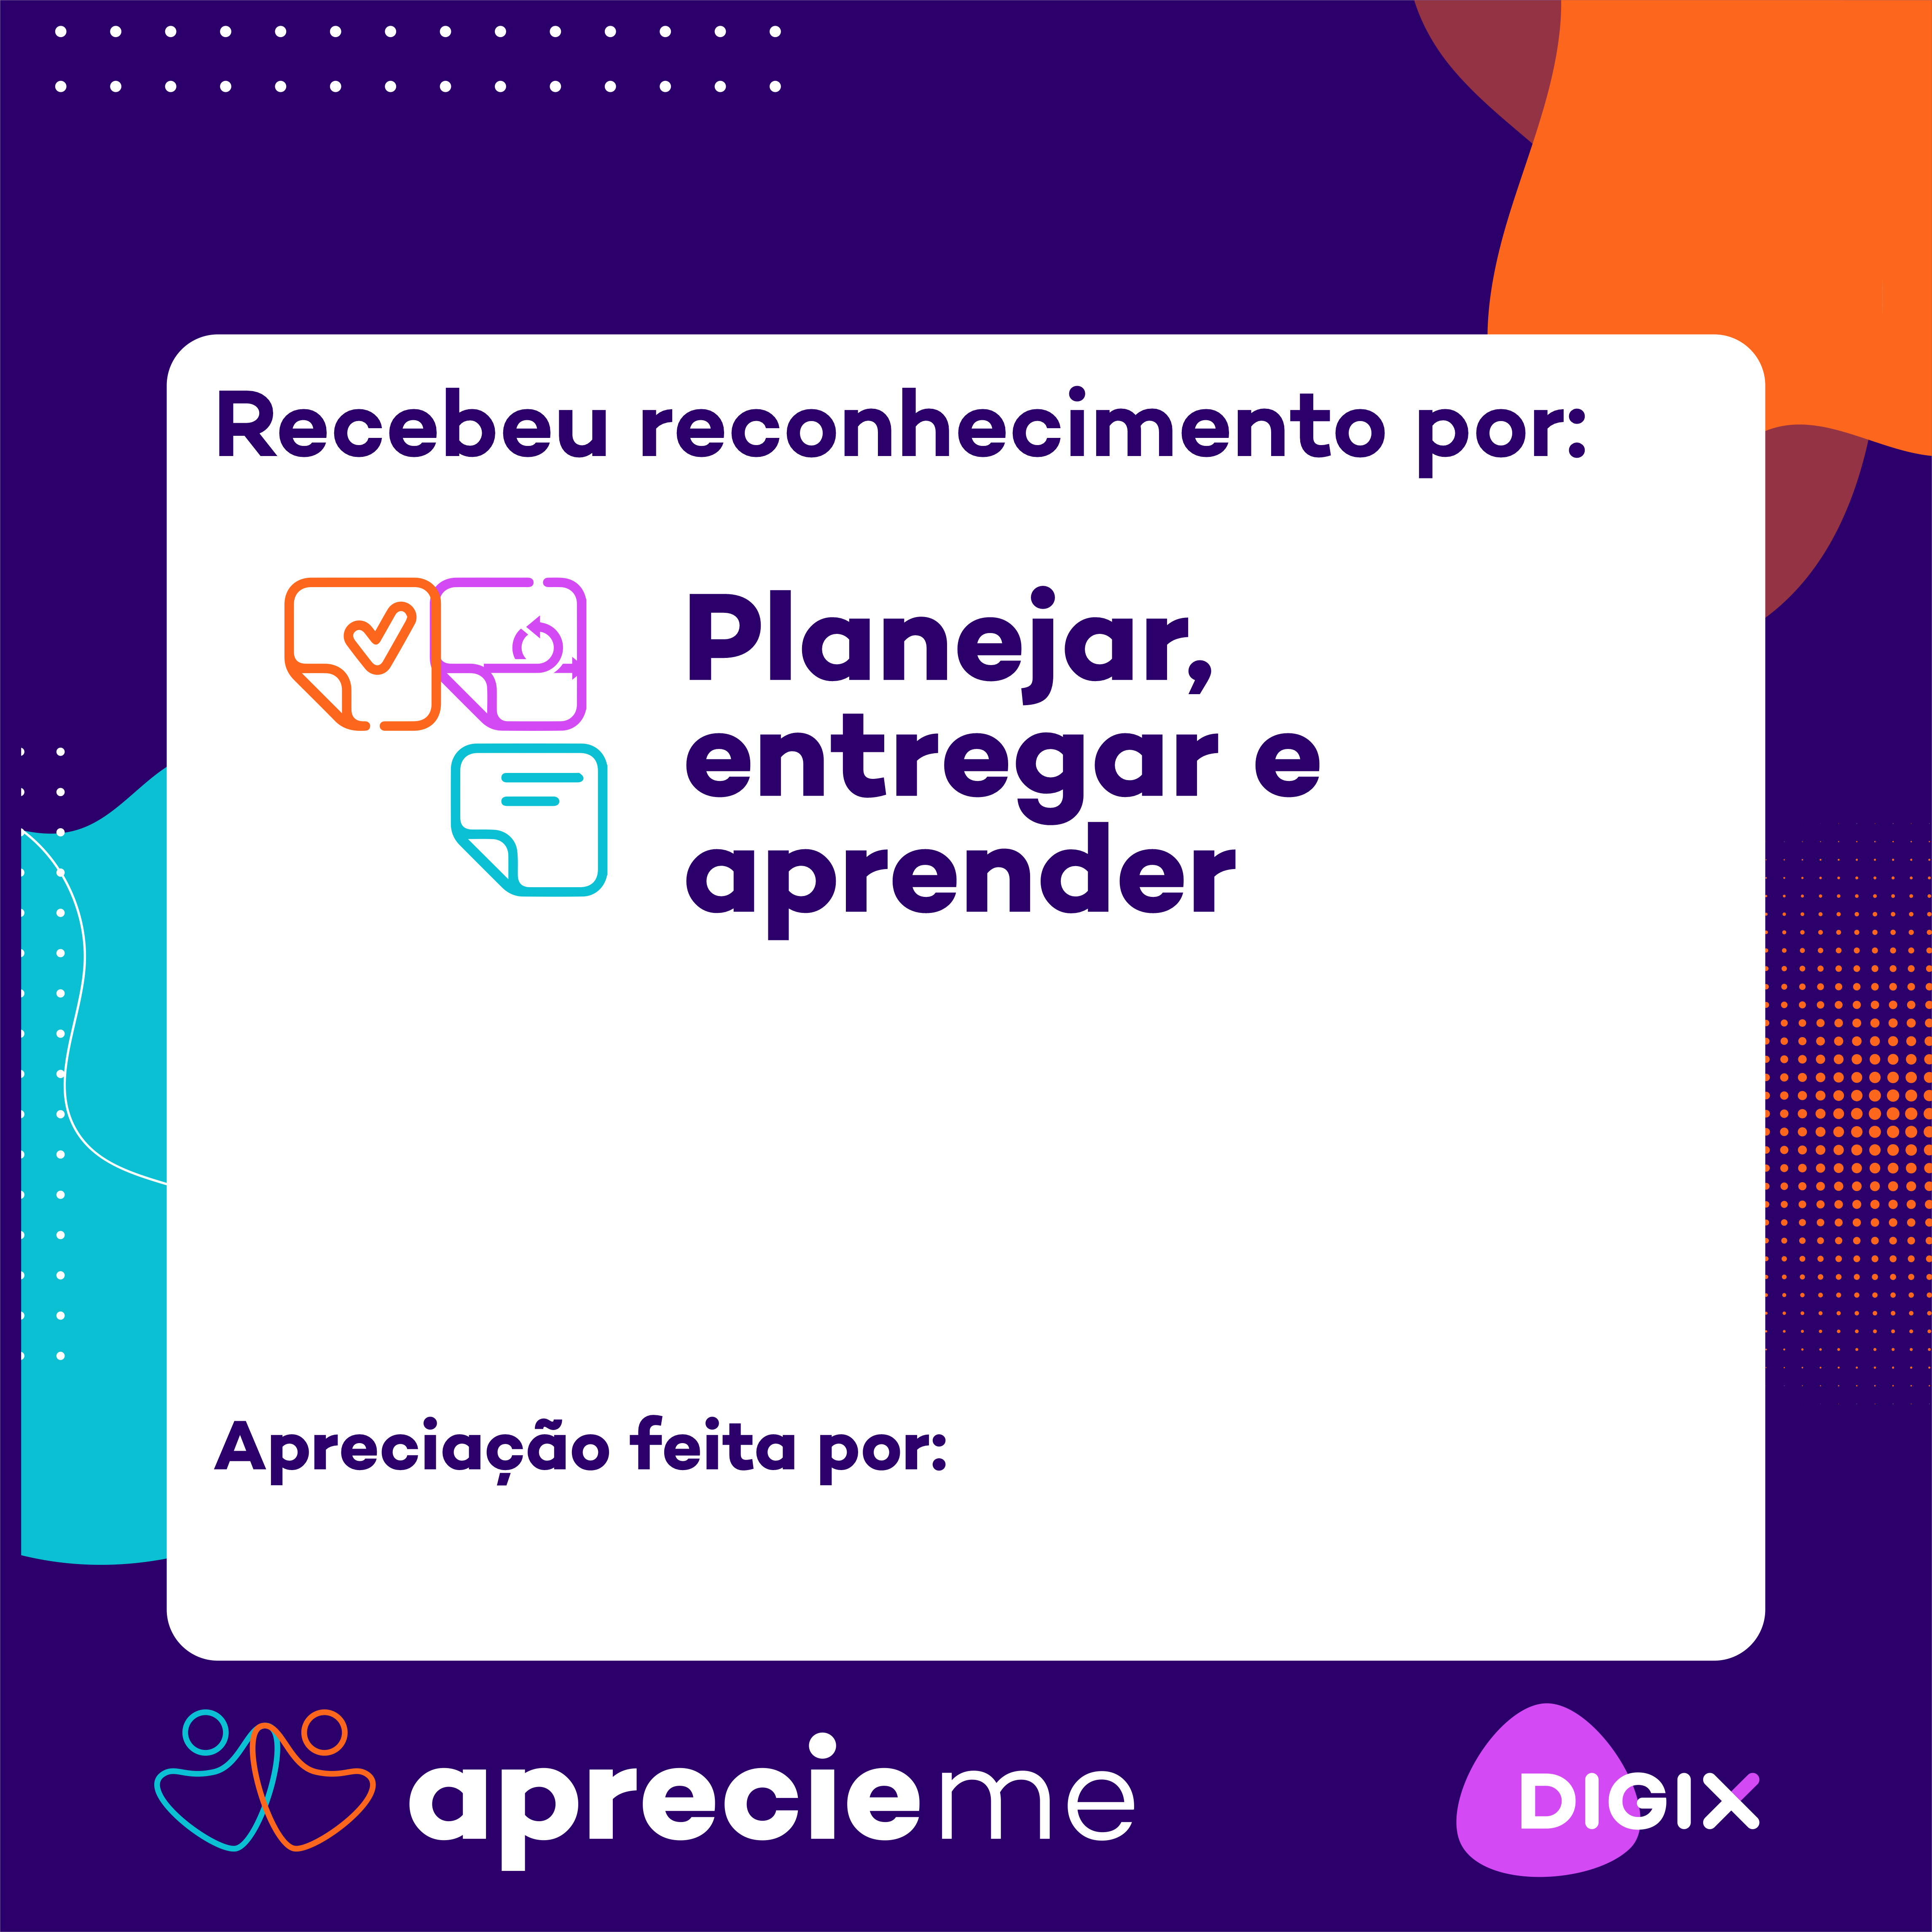 Recebeu reconhecimento por:
Planejar,
entregar e
aprender
Apreciação feita por:
aprecieme
DIGIX